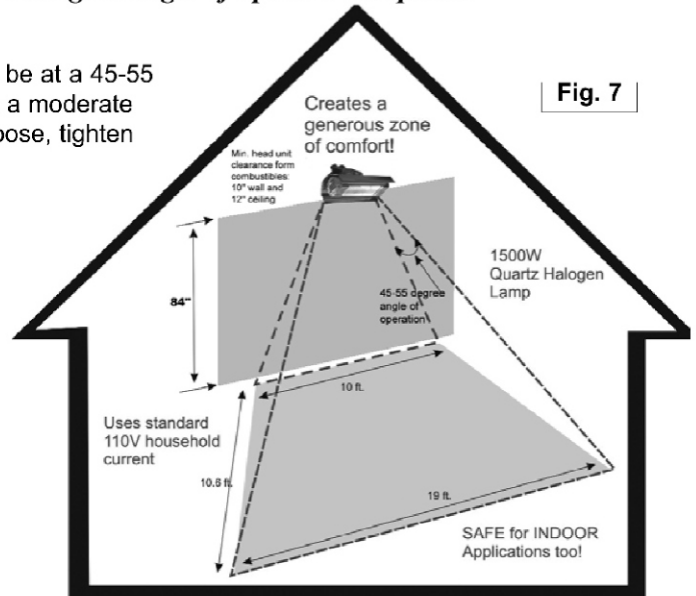 be at a 45-55
a moderate
tighten
Fig. 7
Creates a
generous zone
of comfort!
Min. head unit
clearance form
combustibles:
10" wall and
12" ceiling
1500W
Quartz Halogen
Lamp
84"
45-55 degree
angle of
operation
10 ft.
Uses standard
110V household
current
10.6 ft.
19 ft.
SAFE for INDOOR
Applications too!